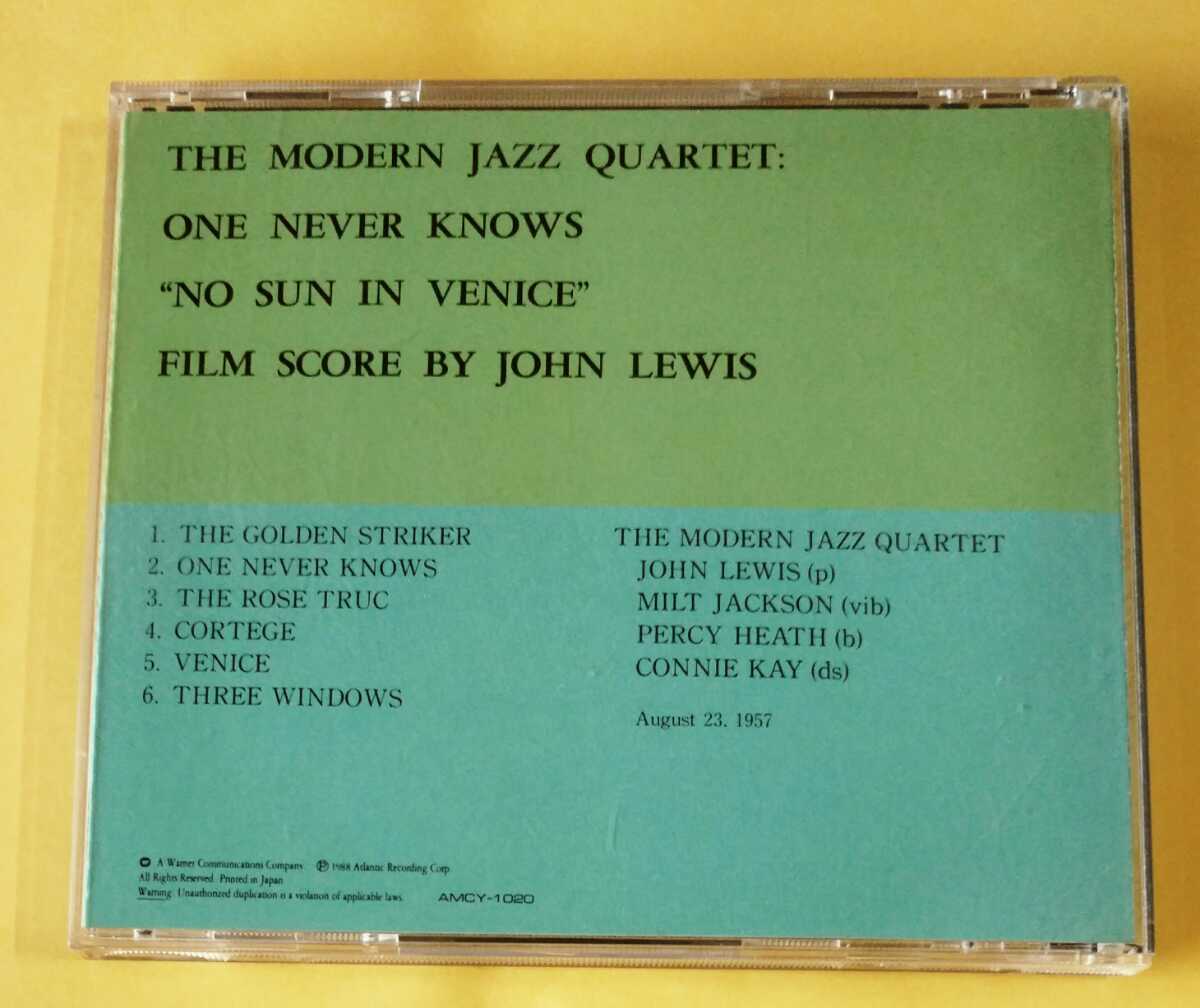 THE MODERN JAZZ QUARTET:
ONE NEVER KNOWS
“NO SUN IN VENICE”
FILM SCORE BY JOHN LEWIS
1. THE GOLDEN STRIKER
2. ONE NEVER KNOWS
3. THE ROSE TRUC
4. CORTEGE
5. VENICE
6. THREE WINDOWS
THE MODERN JAZZ QUARTET
JOHN LEWIS (p)
MILT JACKSON (vib)
PERCY HEATH (b)
CONNIE KAY (ds)
August 23, 1957
A Warner Communications Company. ℗ 1988 Atlantic Recording Corp
All Rights Reserved. Printed in Japan
Warning: Unauthorized duplication is a violation of applicable laws. AMCY-1020